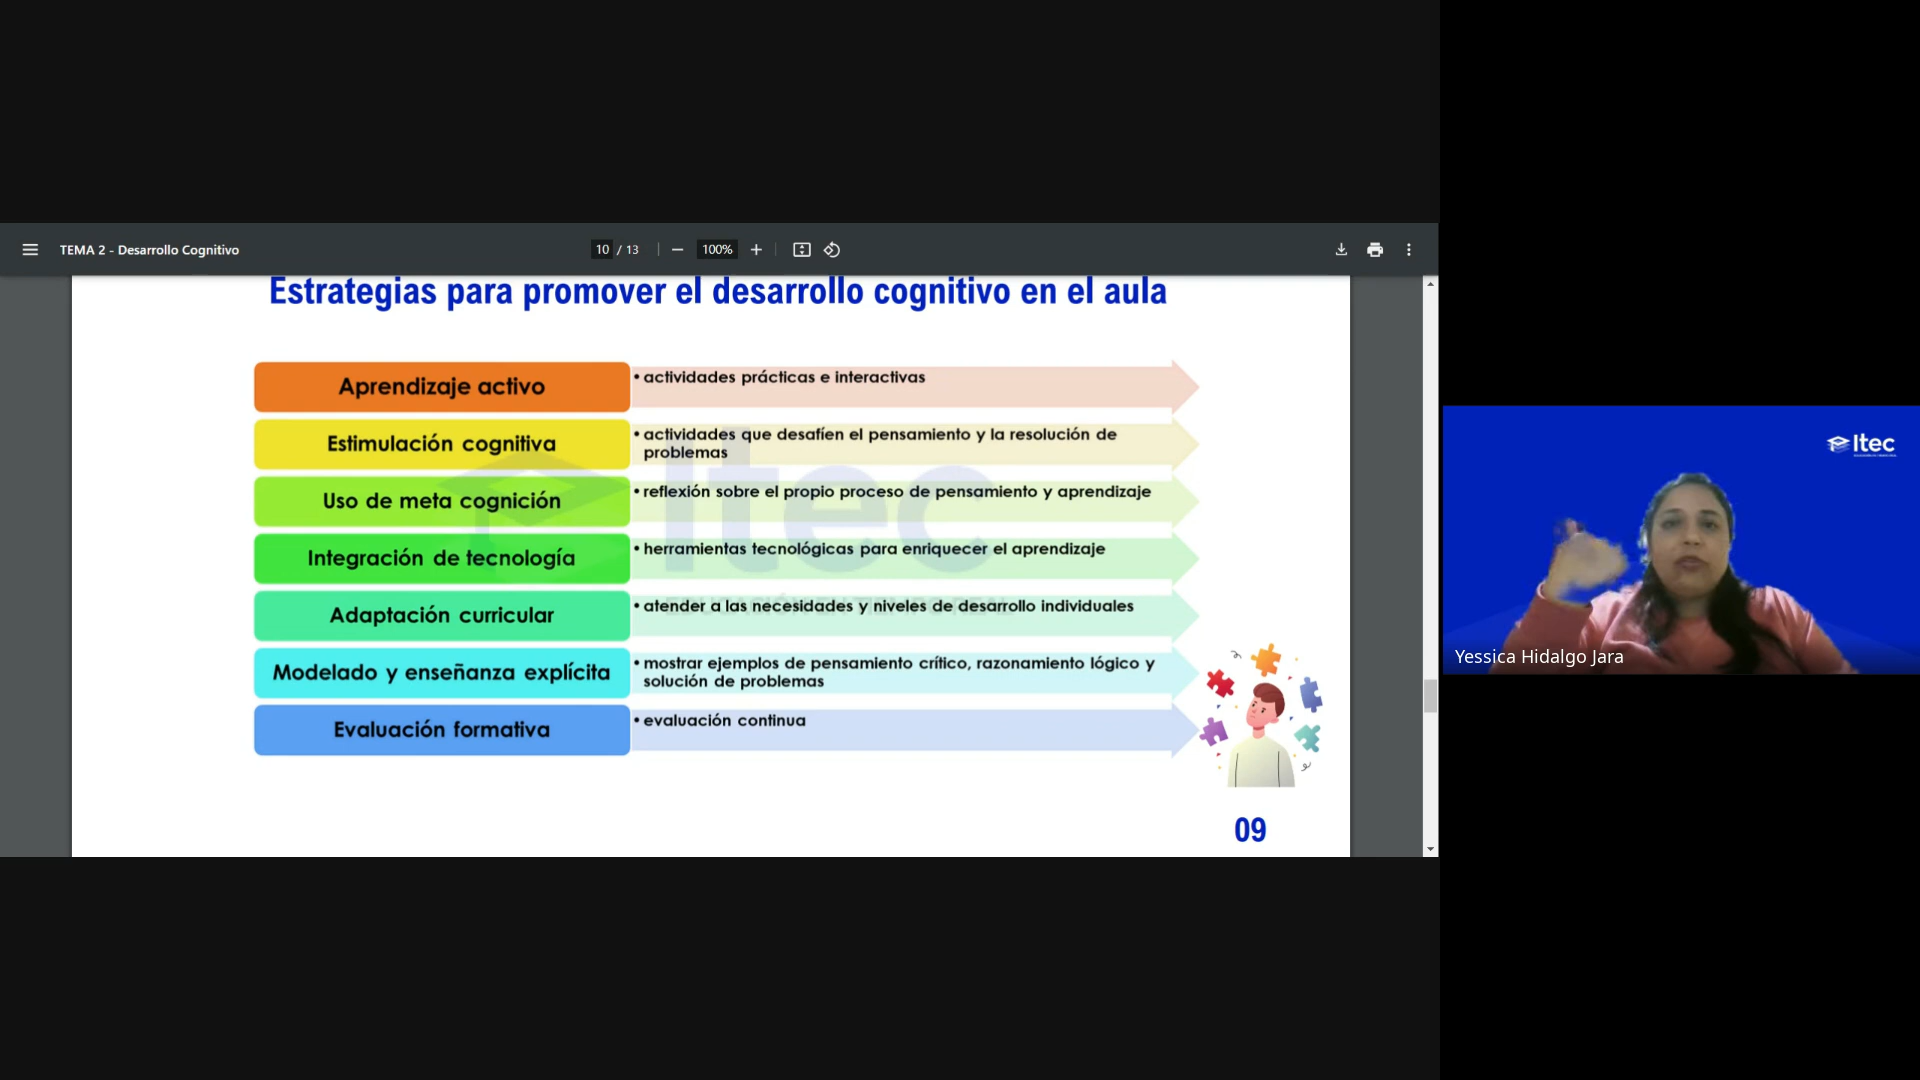 TEMA 2 - Desarrollo Cognitivo
10 / 13
100%
Estrategias para promover el desarrollo cognitivo en el aula
Aprendizaje activo
• actividades prácticas e interactivas
Estimulación cognitiva
• actividades que desafíen el pensamiento y la resolución de
problemas
Uso de meta cognición
• reflexión sobre el propio proceso de pensamiento y aprendizaje
Integración de tecnología
• herramientas tecnológicas para enriquecer el aprendizaje
Adaptación curricular
• atender a las necesidades y niveles de desarrollo individuales
Modelado y enseñanza explícita
• mostrar ejemplos de pensamiento crítico, razonamiento lógico y
solución de problemas
Evaluación formativa
• evaluación continua
Itec
09
Itec
Yessica Hidalgo Jara